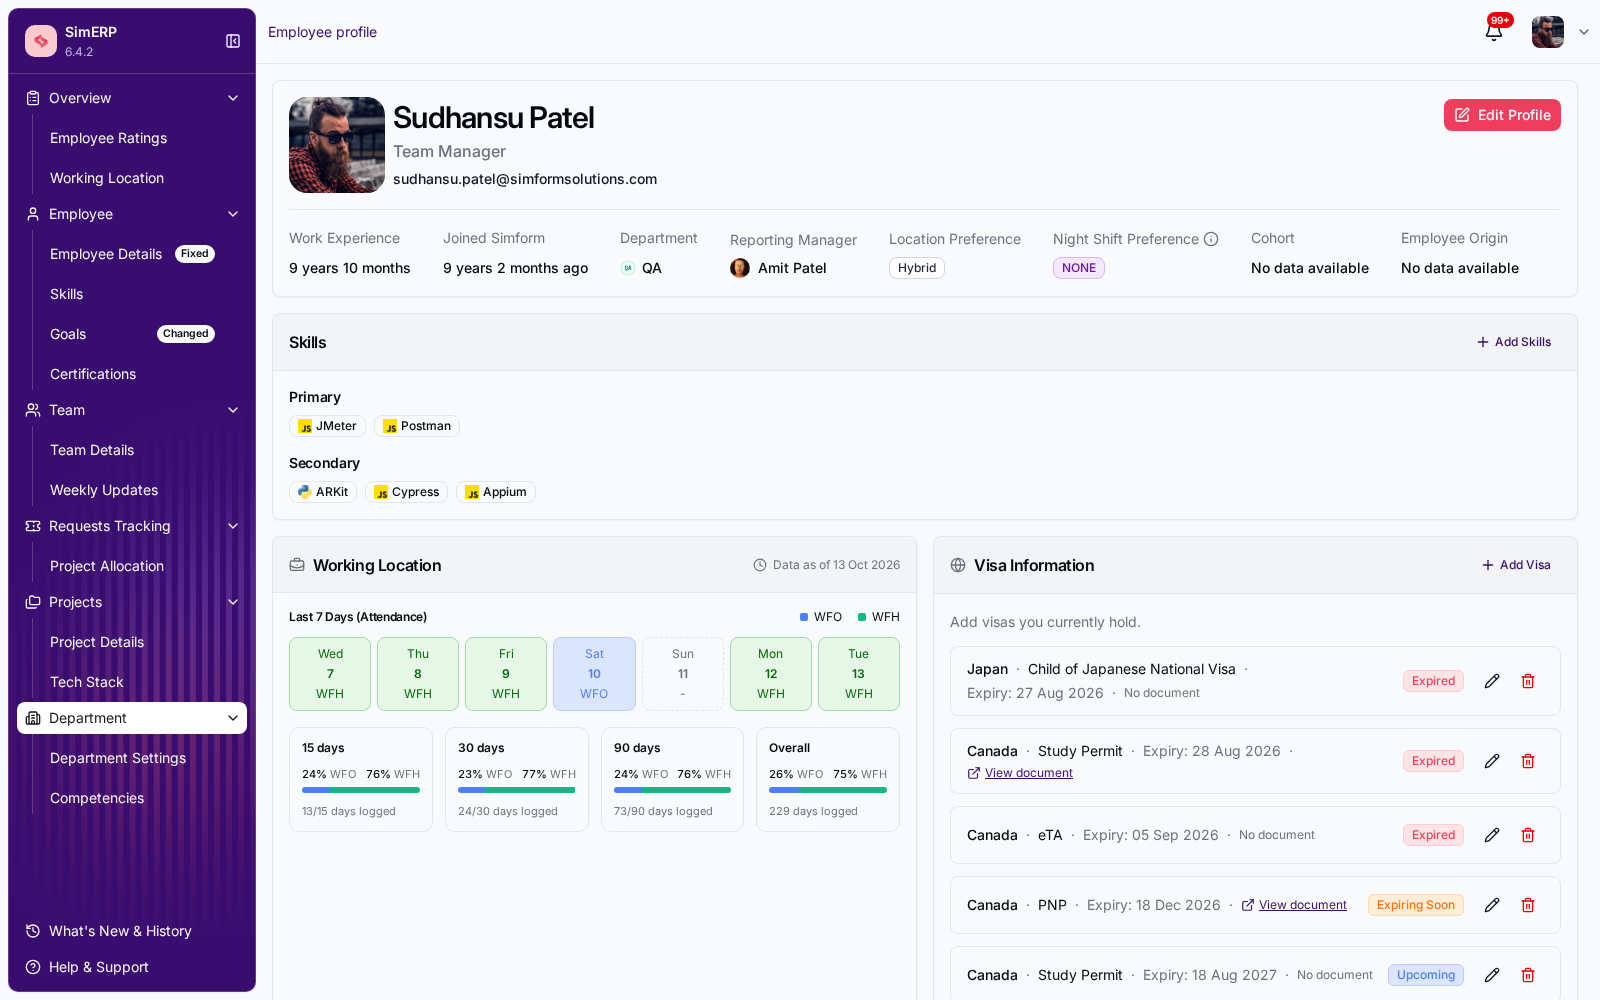 SimERP
6.4.2
Overview
Employee Ratings
Working Location
Employee
Employee Details Fixed
Skills
Goals Changed
Certifications
Team
Team Details
Weekly Updates
Requests Tracking
Project Allocation
Projects
Project Details
Tech Stack
Department
Department Settings
Competencies
What's New & History
Help & Support
Employee profile
99+
Sudhansu Patel
Team Manager
sudhansu.patel@simformsolutions.com
Edit Profile
Work Experience
9 years 10 months
Joined Simform
9 years 2 months ago
Department
QA QA
Reporting Manager
Amit Patel
Location Preference
Hybrid
Night Shift Preference
NONE
Cohort
No data available
Employee Origin
No data available
Skills
Add Skills
Primary
JS JMeter JS Postman
Secondary
ARKit JS Cypress JS Appium
Working Location
Data as of 13 Oct 2026
Last 7 Days (Attendance)
WFO WFH
Wed
7
WFH
Thu
8
WFH
Fri
9
WFH
Sat
10
WFO
Sun
11
-
Mon
12
WFH
Tue
13
WFH
15 days
24% WFO 76% WFH
13/15 days logged
30 days
23% WFO 77% WFH
24/30 days logged
90 days
24% WFO 76% WFH
73/90 days logged
Overall
26% WFO 75% WFH
229 days logged
Visa Information
Add Visa
Add visas you currently hold.
Japan · Child of Japanese National Visa ·
Expiry: 27 Aug 2026 · No document
Expired
Canada · Study Permit · Expiry: 28 Aug 2026 ·
View document
Expired
Canada · eTA · Expiry: 05 Sep 2026 · No document
Expired
Canada · PNP · Expiry: 18 Dec 2026 · View document
Expiring Soon
Canada · Study Permit · Expiry: 18 Aug 2027 · No document
Upcoming